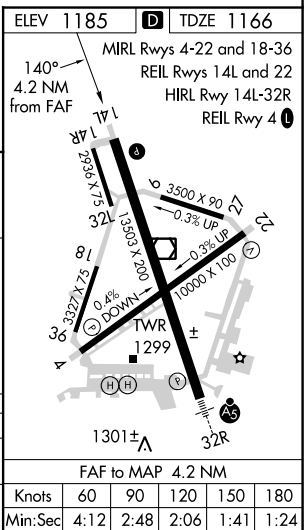 ELEV 1185 D TDZE 1166
MIRL Rwys 4-22 and 18-36
REIL Rwys 14L and 22
HIRL Rwy 14L-32R
REIL Rwy 4 L
140°
4.2 NM
from FAF
14L
14R
P
2936 X 75
32L
13503 X 200
9
3500 X 90
27
0.3% UP
22
V
0.3% UP
10000 X 100
18
3327 X 75
36
0.4%
DOWN
P
4
TWR
1299
±
H H
P
A5
32R
1301±
FAF to MAP 4.2 NM
Knots 60 90 120 150 180
Min:Sec 4:12 2:48 2:06 1:41 1:24